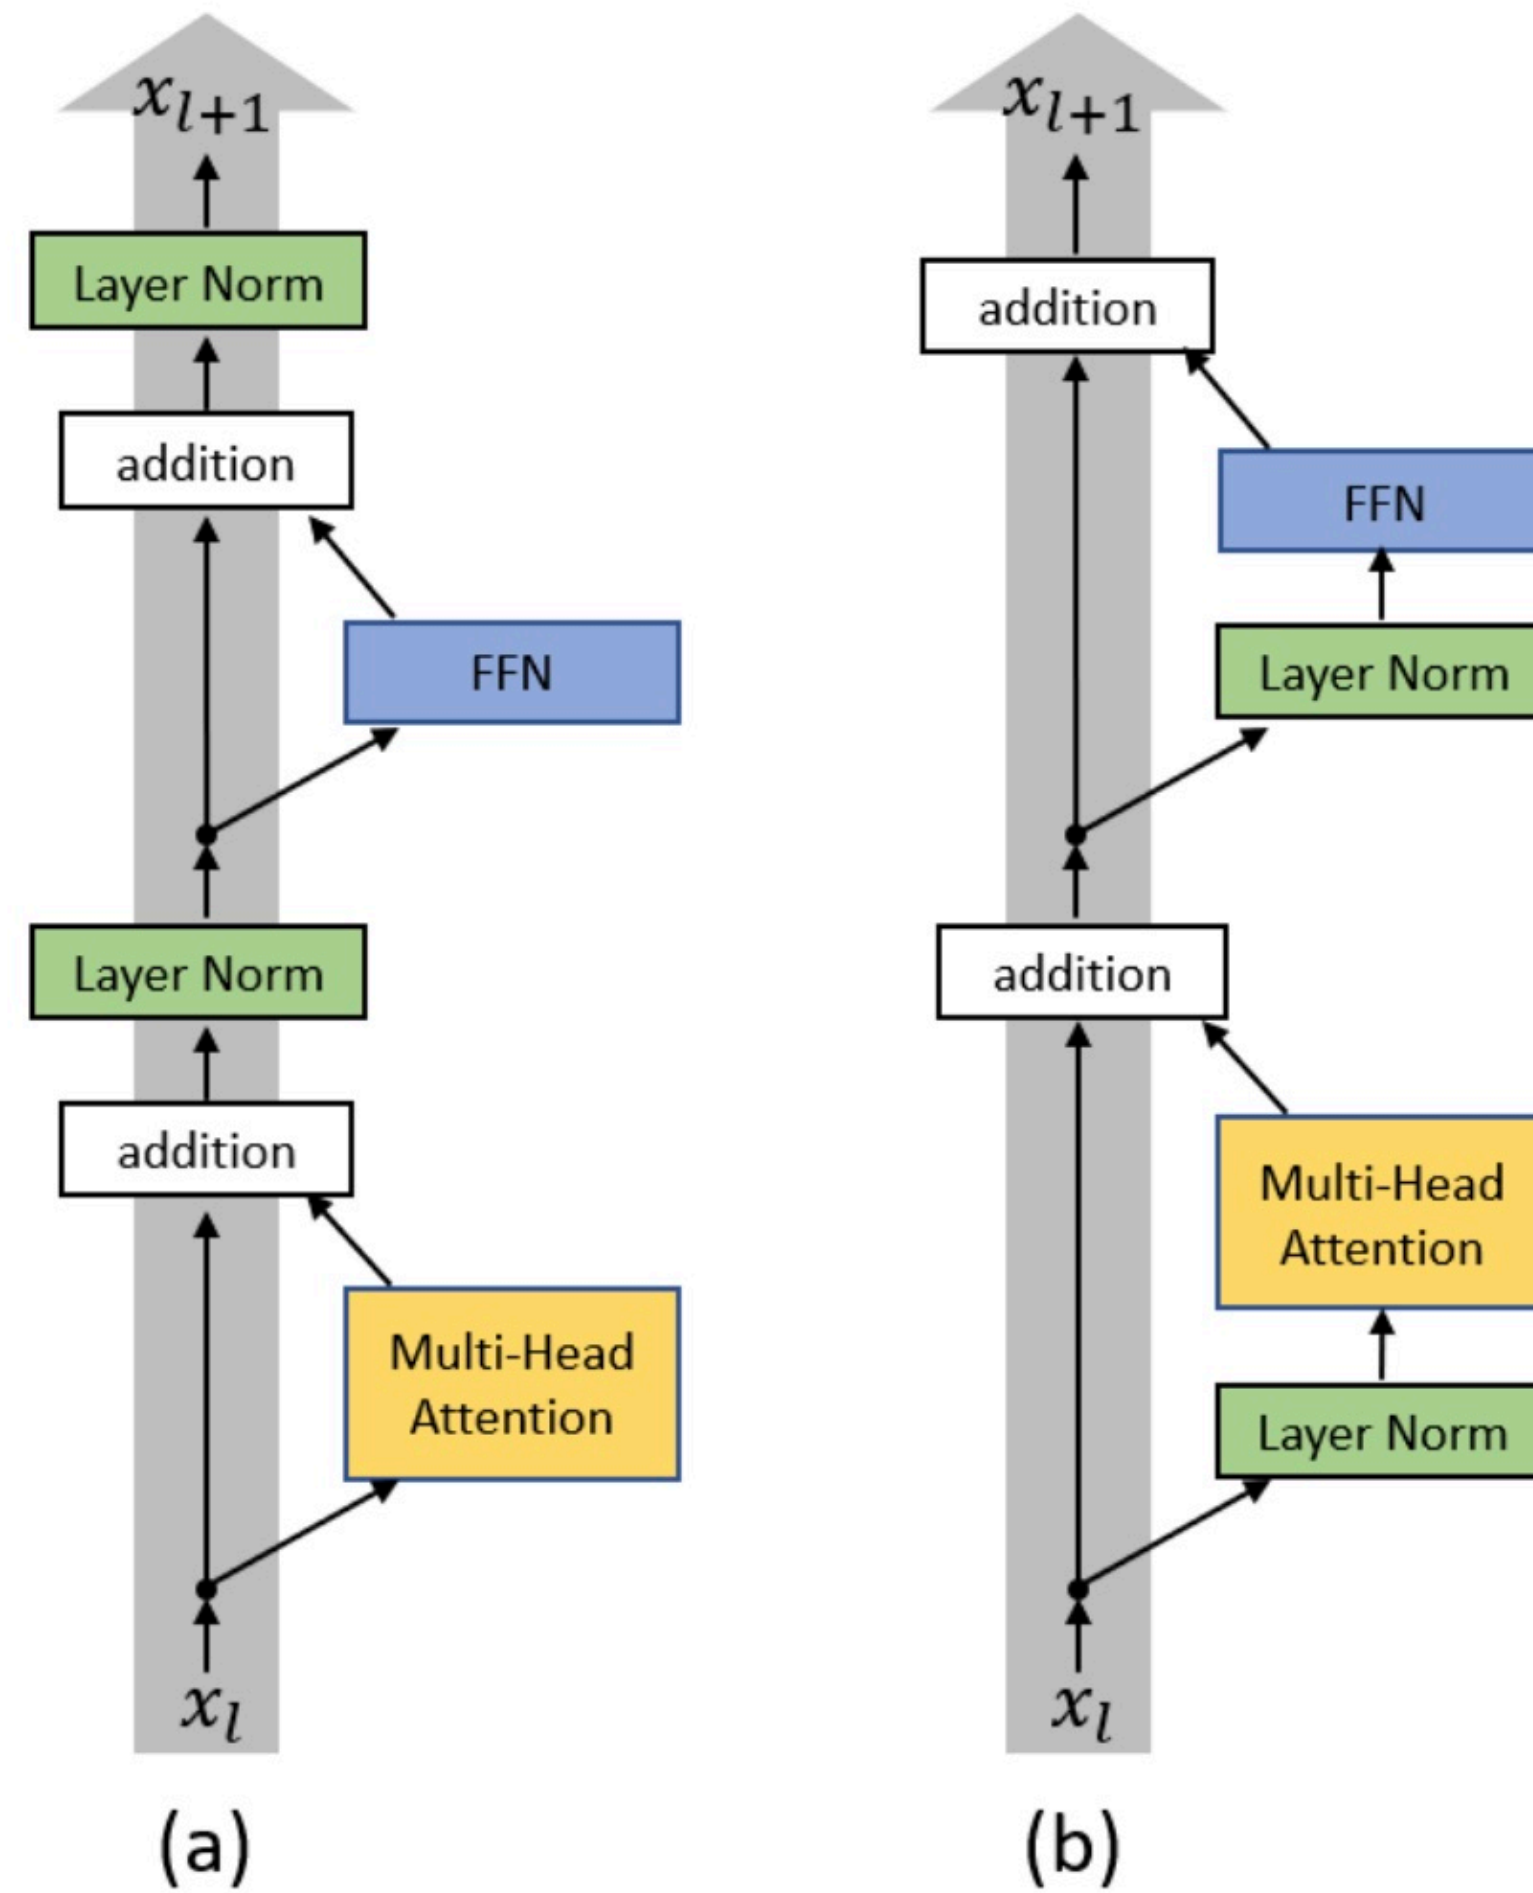 x_{l+1}
Layer Norm
addition
FFN
Layer Norm
addition
Multi-Head
Attention
x_l
(a)
x_{l+1}
addition
FFN
Layer Norm
addition
Multi-Head
Attention
Layer Norm
x_l
(b)